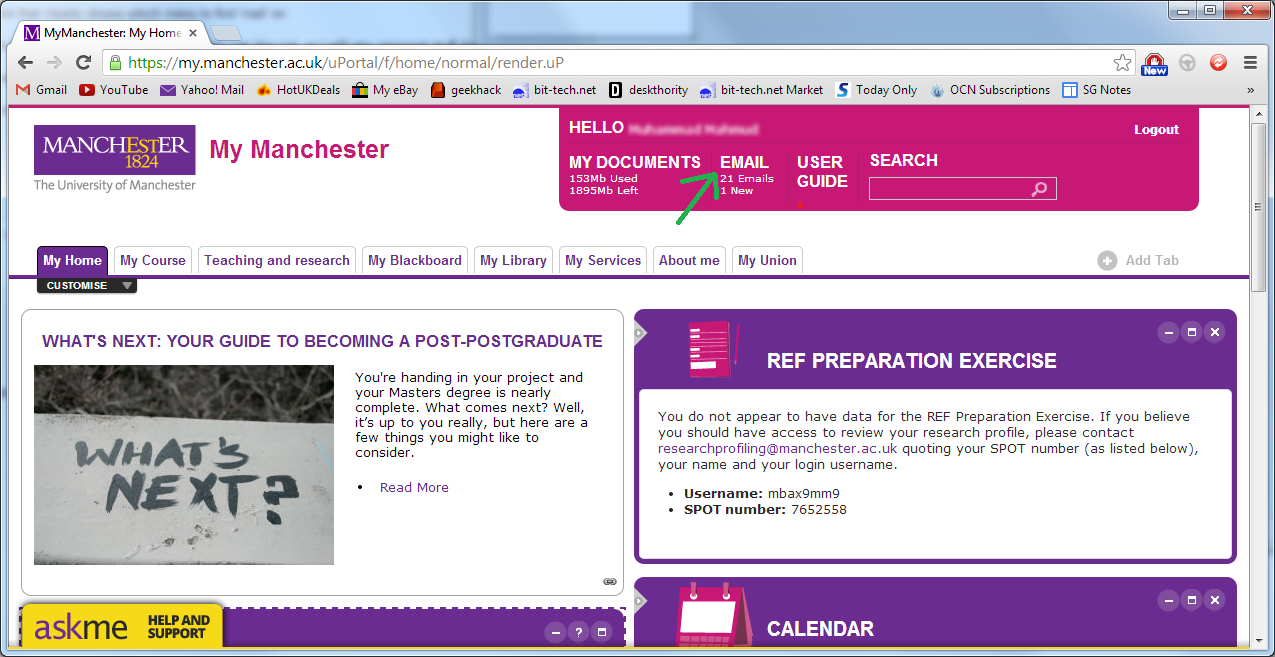 MyManchester: My Home
https://my.manchester.ac.uk/uPortal/f/home/normal/render.uP
New
Gmail
YouTube
Yahoo! Mail
HotUKDeals
My eBay
geekhack
bit-tech.net
deskthority
bit-tech.net Market
Today Only
OCN Subscriptions
SG Notes
»
MANCHESTER
1824
The University of Manchester
My Manchester
HELLO
Logout
MY DOCUMENTS
153Mb Used
1895Mb Left
EMAIL
21 Emails
1 New
USER
GUIDE
SEARCH
My Home
My Course
Teaching and research
My Blackboard
My Library
My Services
About me
My Union
Add Tab
CUSTOMISE
WHAT'S NEXT: YOUR GUIDE TO BECOMING A POST-POSTGRADUATE
WHAT'S
NEXT?
You're handing in your project and
your Masters degree is nearly
complete. What comes next? Well,
it's up to you really, but here are a
few things you might like to
consider.
• Read More
REF PREPARATION EXERCISE
You do not appear to have data for the REF Preparation Exercise. If you believe
you should have access to review your research profile, please contact
researchprofiling@manchester.ac.uk quoting your SPOT number (as listed below),
your name and your login username.
• Username: mbax9mm9
• SPOT number: 7652558
askme
HELP AND
SUPPORT
?
CALENDAR